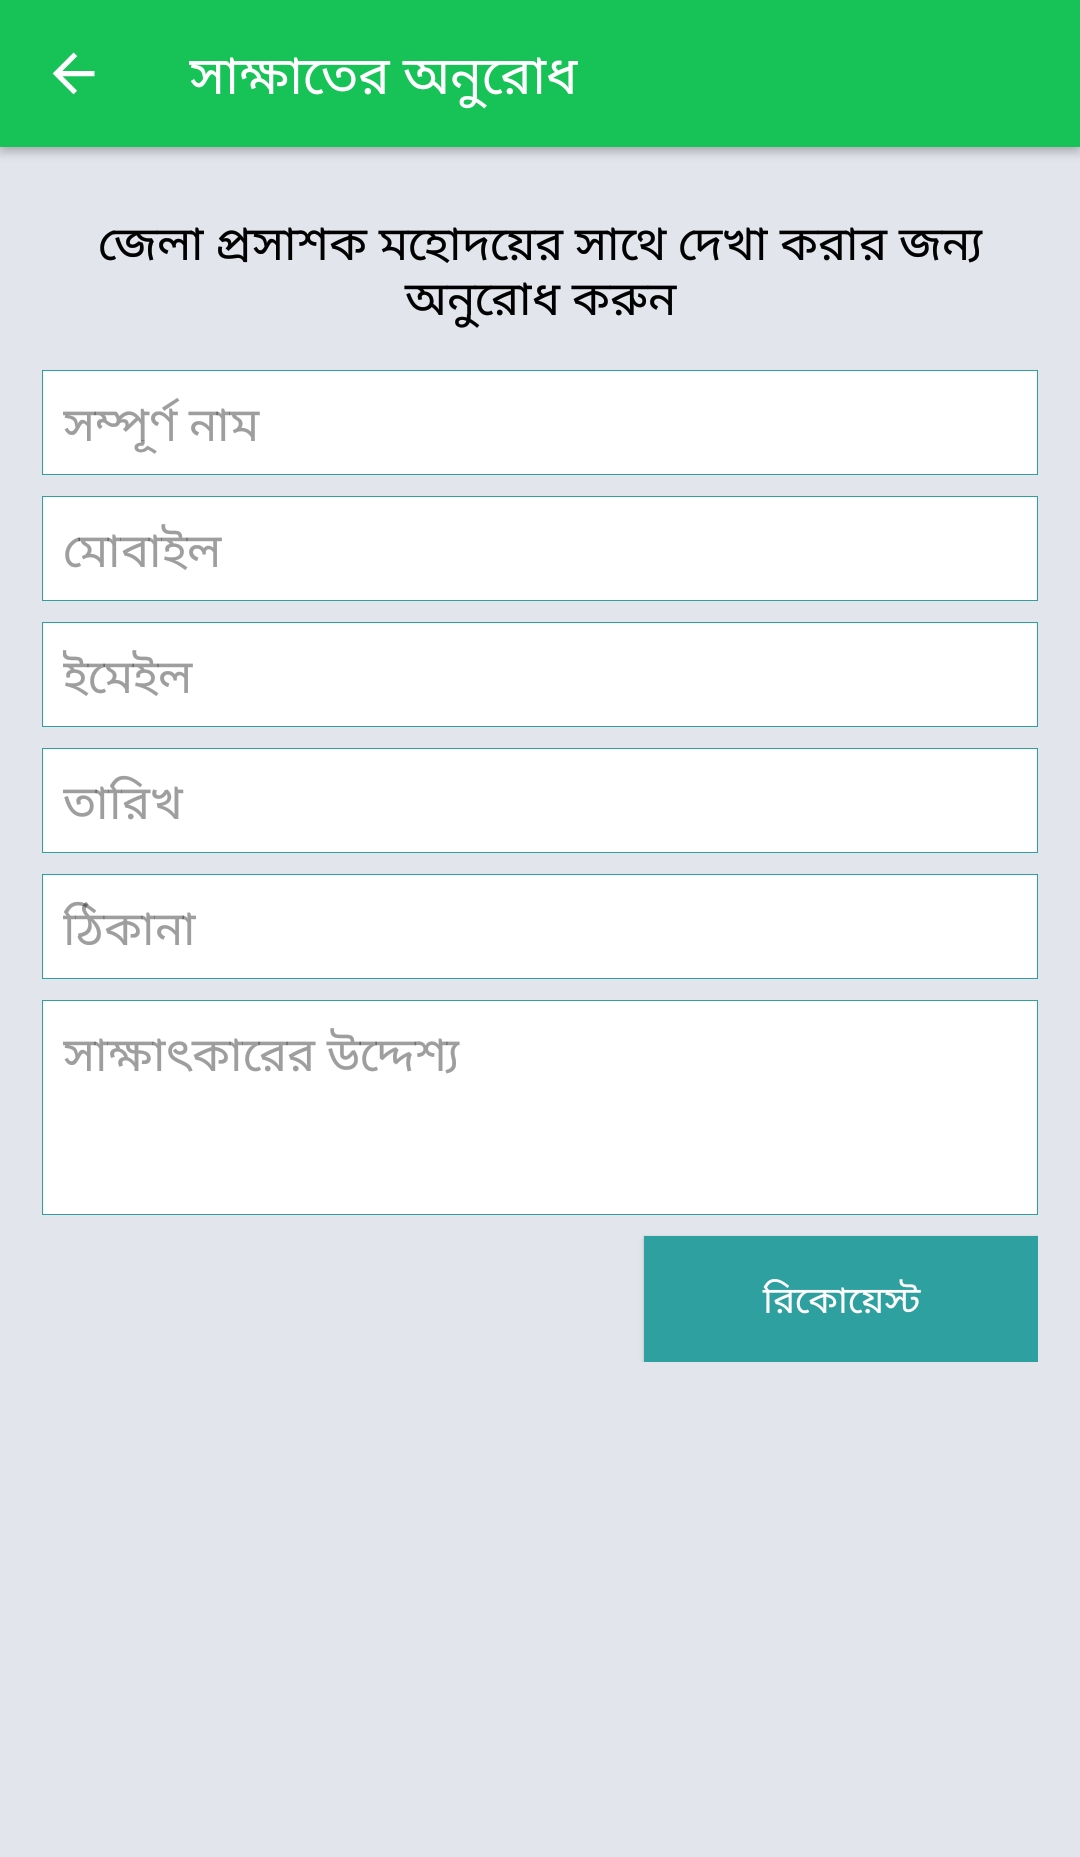 সাক্ষাতের অনুরোধ
জেলা প্রসাশক মহোদয়ের সাথে দেখা করার জন্য
অনুরোধ করুন
সম্পূর্ণ নাম
মোবাইল
ইমেইল
তারিখ
ঠিকানা
সাক্ষাৎকারের উদ্দেশ্য
রিকোয়েস্ট